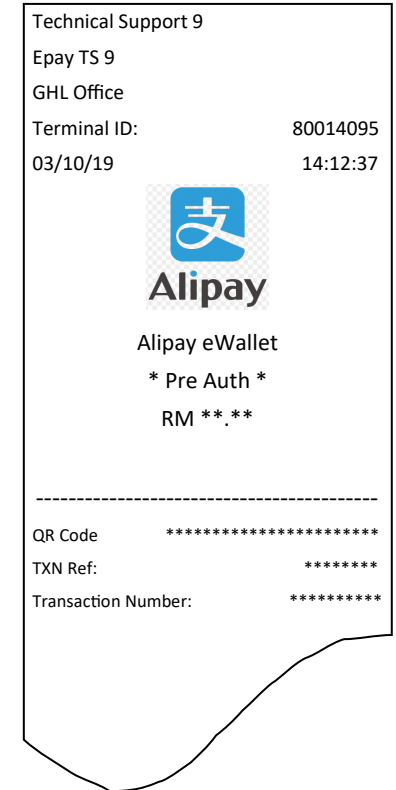 Technical Support 9
Epay TS 9
GHL Office
Terminal ID: 80014095
03/10/19 14:12:37
支
Alipay
Alipay eWallet
* Pre Auth *
RM **.**
-----------------------------------------
QR Code ***********************
TXN Ref: ********
Transaction Number: **********